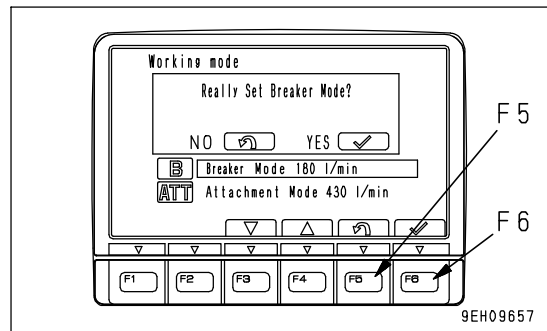 Working mode
Really Set Breaker Mode?
NO YES
B Breaker Mode 180 l/min
ATT Attachment Mode 430 l/min
F1 F2 F3 F4 F5 F6
F5
F6
9EH09657